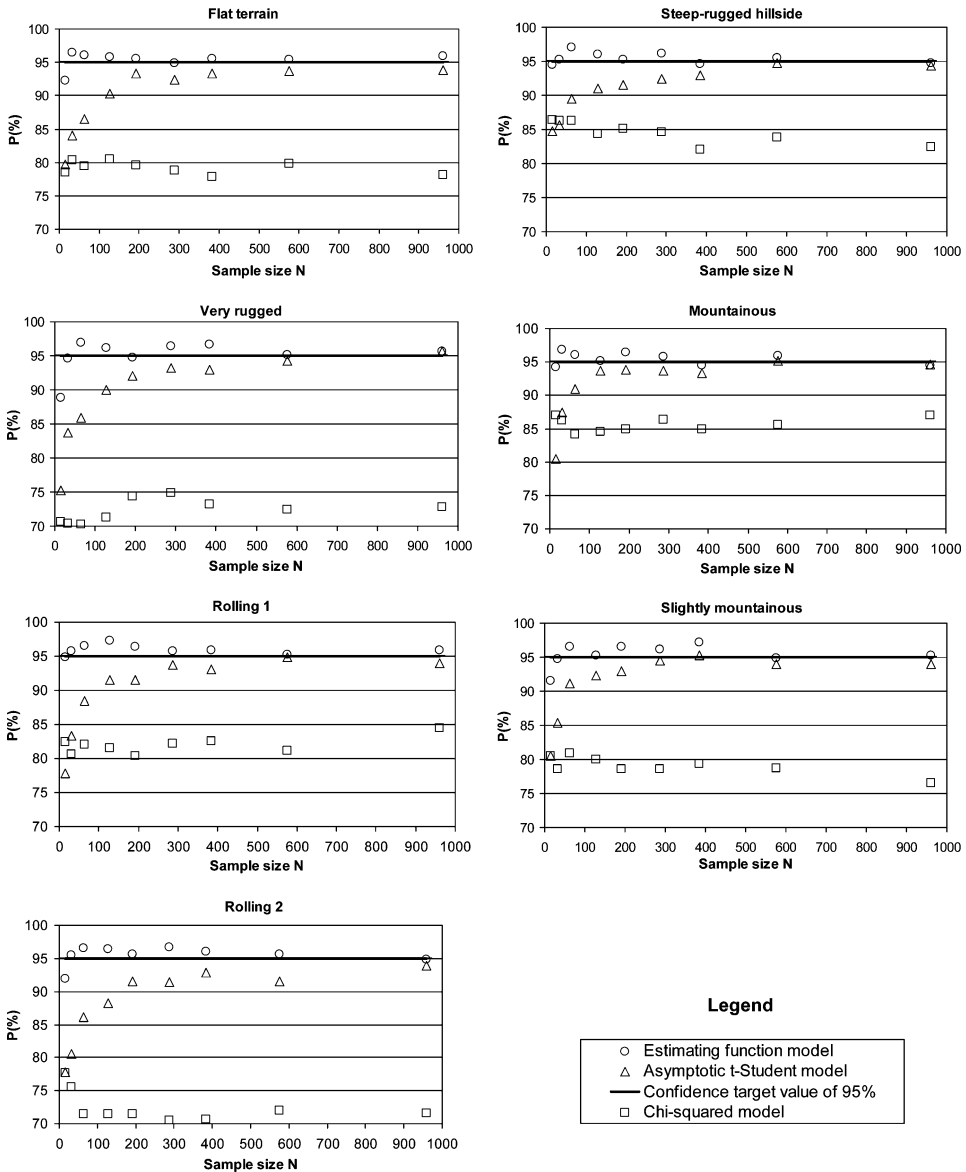 Flat terrain
100
95
90
85
80
75
70
P(%)
0 100 200 300 400 500 600 700 800 900 1000
Sample size N
Steep-rugged hillside
100
95
90
85
80
75
70
P(%)
0 100 200 300 400 500 600 700 800 900 1000
Sample size N
Very rugged
100
95
90
85
80
75
70
P(%)
0 100 200 300 400 500 600 700 800 900 1000
Sample size N
Mountainous
100
95
90
85
80
75
70
P(%)
0 100 200 300 400 500 600 700 800 900 1000
Sample size N
Rolling 1
100
95
90
85
80
75
70
P(%)
0 100 200 300 400 500 600 700 800 900 1000
Sample size N
Slightly mountainous
100
95
90
85
80
75
70
P(%)
0 100 200 300 400 500 600 700 800 900 1000
Sample size N
Rolling 2
100
95
90
85
80
75
70
P(%)
0 100 200 300 400 500 600 700 800 900 1000
Sample size N
Legend
Estimating function model
Asymptotic t-Student model
Confidence target value of 95%
Chi-squared model